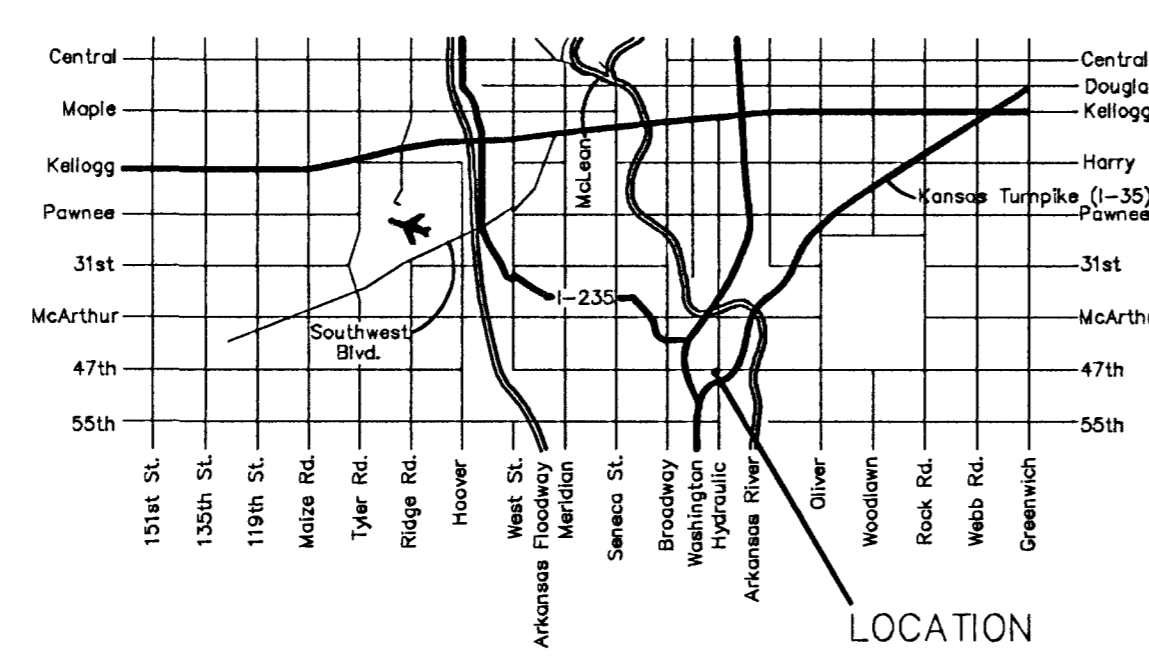 Central
Maple
Kellogg
Pawnee
31st
McArthur
47th
55th
Central
Dougla
Kellogg
Harry
Kansas Turnpike (I-35)
Pawnee
31st
McArthu
47th
55th
McLean
I-235
Southwest
Blvd.
151st St.
135th St.
119th St.
Maize Rd.
Tyler Rd.
Ridge Rd.
Hoover
West St.
Arkansas Floodway
Meridian
Seneca St.
Broadway
Washington
Hydraulic
Arkansas River
Oliver
Woodlawn
Rock Rd.
Webb Rd.
Greenwich
LOCATION